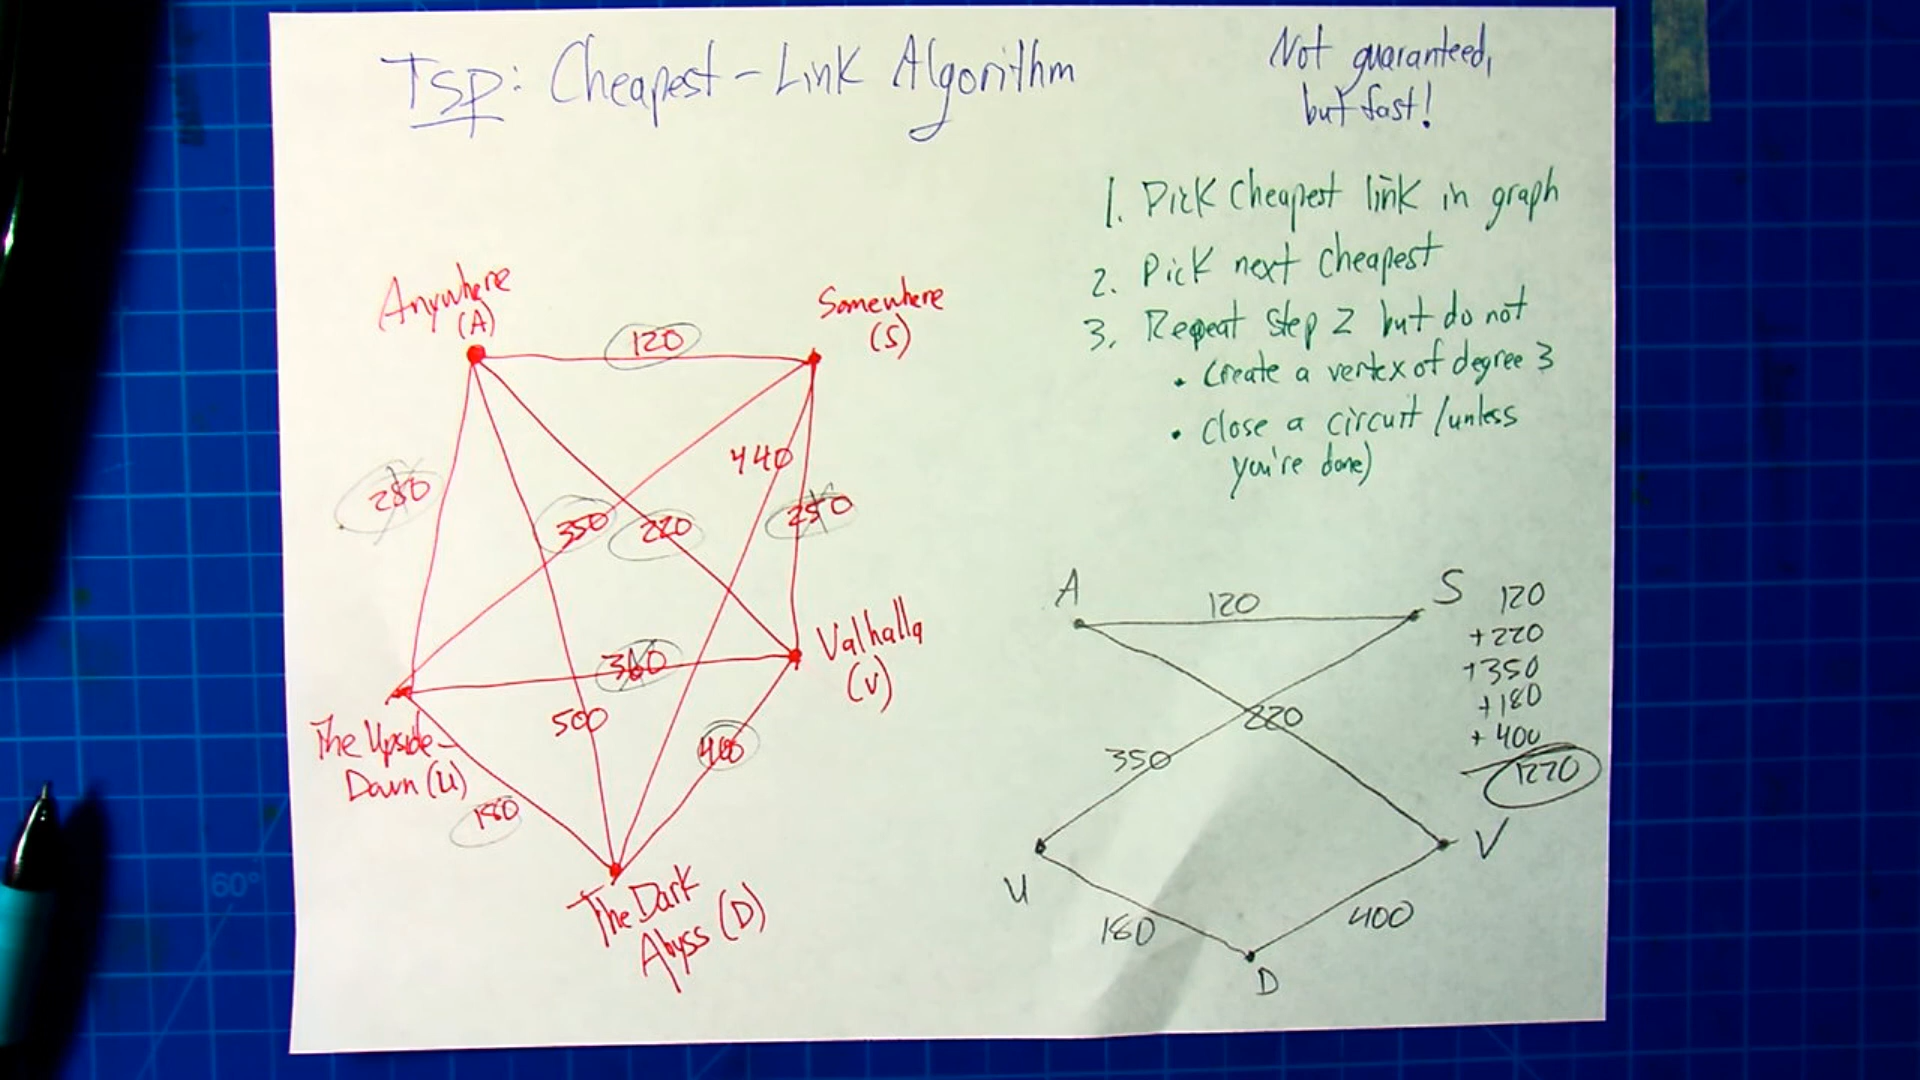 TSP: Cheapest-Link Algorithm
Not guaranteed,
but fast!
1. Pick Cheapest link in graph
2. Pick next cheapest
3. Repeat Step 2 but do not
• Create a vertex of degree 3
• Close a circuit (unless
you're done)
Anywhere
(A)
Somewhere
(S)
120
440
280
350
220
250
Valhalla
(V)
360
The Upside-
Down (U)
500
400
180
The Dark
Abyss (D)
A
S
120
120
+220
+350
+180
+400
1270
220
350
U
V
180
400
D
60°